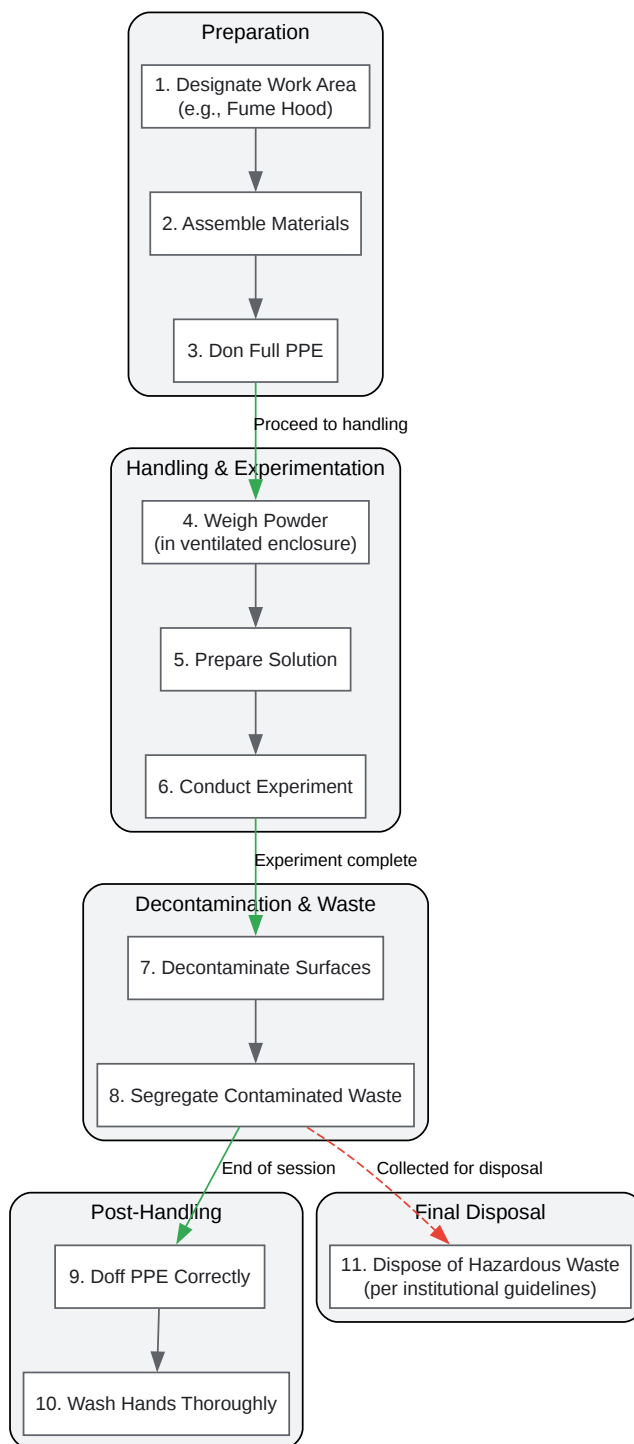 Preparation
1. Designate Work Area
(e.g., Fume Hood)
2. Assemble Materials
3. Don Full PPE
Proceed to handling
Handling & Experimentation
4. Weigh Powder
(in ventilated enclosure)
5. Prepare Solution
6. Conduct Experiment
Experiment complete
Decontamination & Waste
7. Decontaminate Surfaces
8. Segregate Contaminated Waste
End of session
Collected for disposal
Post-Handling
9. Doff PPE Correctly
10. Wash Hands Thoroughly
Final Disposal
11. Dispose of Hazardous Waste
(per institutional guidelines)